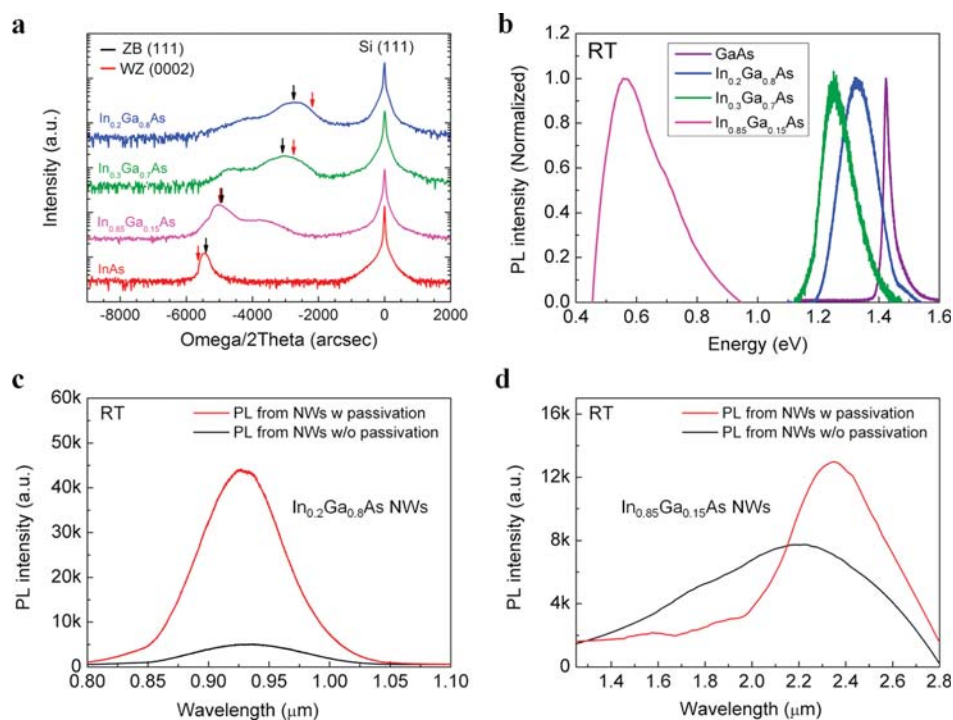 a
ZB (111)
WZ (0002)
Si (111)
In0.2Ga0.8As
In0.3Ga0.7As
In0.85Ga0.15As
InAs
Intensity (a.u.)
-8000 -6000 -4000 -2000 0 2000
Omega/2Theta (arcsec)
b
RT
GaAs
In0.2Ga0.8As
In0.3Ga0.7As
In0.85Ga0.15As
PL intensity (Normalized)
1.0
0.8
0.6
0.4
0.2
0.0
0.4 0.6 0.8 1.0 1.2 1.4 1.6
Energy (eV)
c
RT
PL from NWs w passivation
PL from NWs w/o passivation
In0.2Ga0.8As NWs
PL intensity (a.u.)
60k
50k
40k
30k
20k
10k
0
0.80 0.85 0.90 0.95 1.00 1.05 1.10
Wavelength (μm)
d
RT
PL from NWs w passivation
PL from NWs w/o passivation
In0.85Ga0.15As NWs
PL intensity (a.u.)
16k
12k
8k
4k
0
1.4 1.6 1.8 2.0 2.2 2.4 2.6 2.8
Wavelength (μm)